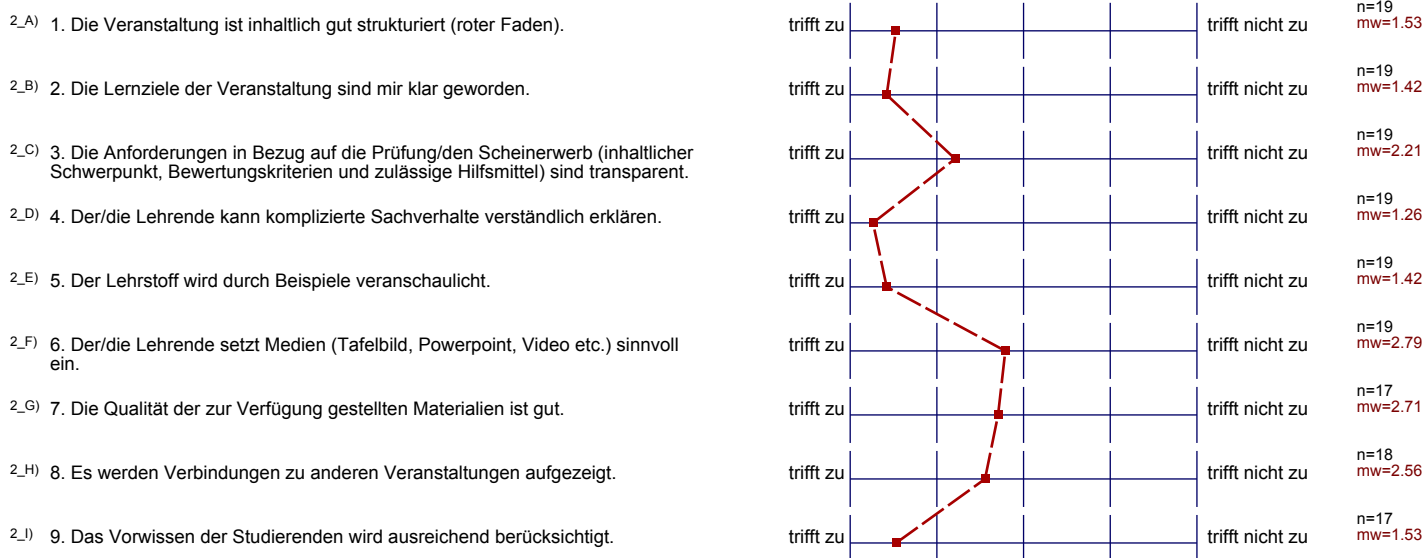 2_A) 1. Die Veranstaltung ist inhaltlich gut strukturiert (roter Faden). trifft zu trifft nicht zu n=19
mw=1.53
2_B) 2. Die Lernziele der Veranstaltung sind mir klar geworden. trifft zu trifft nicht zu n=19
mw=1.42
2_C) 3. Die Anforderungen in Bezug auf die Prüfung/den Scheinerwerb (inhaltlicher
Schwerpunkt, Bewertungskriterien und zulässige Hilfsmittel) sind transparent. trifft zu trifft nicht zu n=19
mw=2.21
2_D) 4. Der/die Lehrende kann komplizierte Sachverhalte verständlich erklären. trifft zu trifft nicht zu n=19
mw=1.26
2_E) 5. Der Lehrstoff wird durch Beispiele veranschaulicht. trifft zu trifft nicht zu n=19
mw=1.42
2_F) 6. Der/die Lehrende setzt Medien (Tafelbild, Powerpoint, Video etc.) sinnvoll
ein. trifft zu trifft nicht zu n=19
mw=2.79
2_G) 7. Die Qualität der zur Verfügung gestellten Materialien ist gut. trifft zu trifft nicht zu n=17
mw=2.71
2_H) 8. Es werden Verbindungen zu anderen Veranstaltungen aufgezeigt. trifft zu trifft nicht zu n=18
mw=2.56
2_I) 9. Das Vorwissen der Studierenden wird ausreichend berücksichtigt. trifft zu trifft nicht zu n=17
mw=1.53